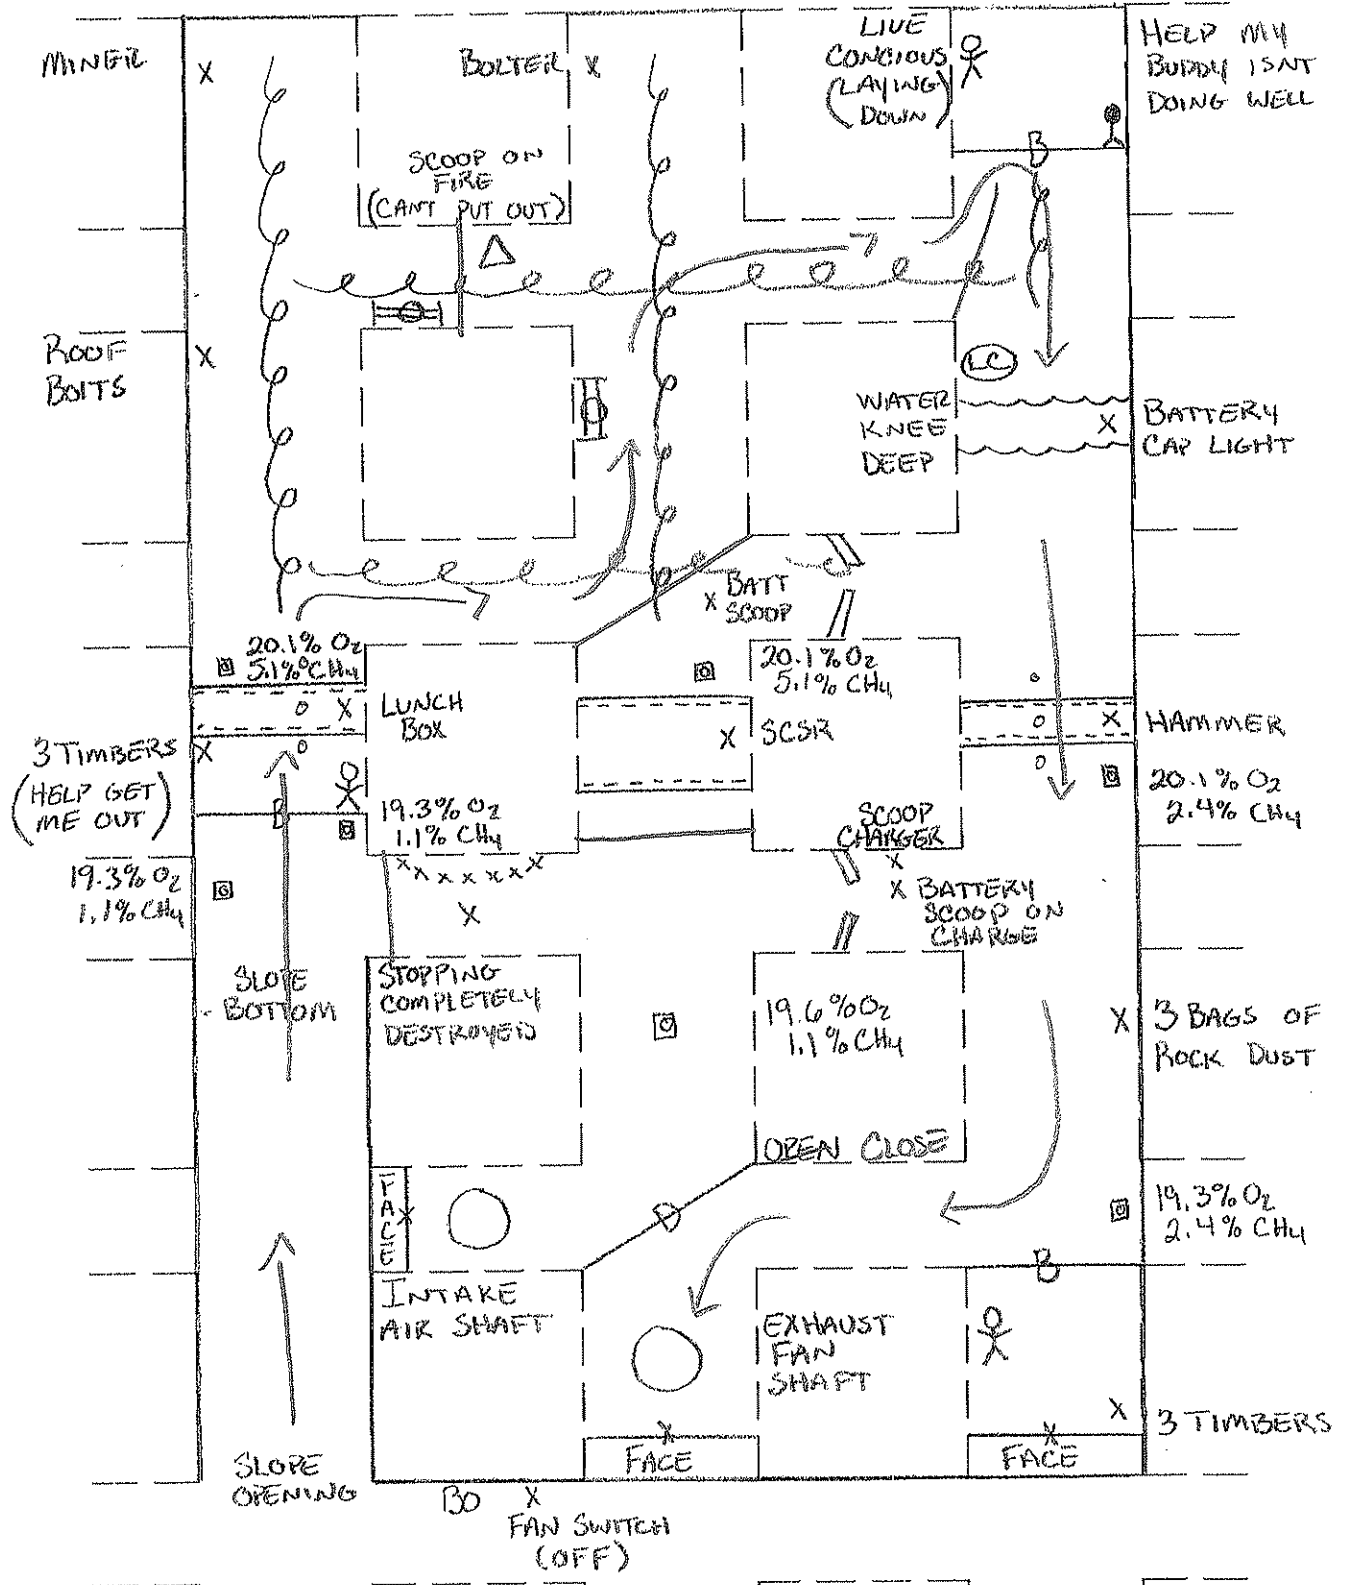 MINER
BOLTER
LIVE
CONCIOUS
(LAYING)
(DOWN)
HELP MY
BUDDY ISNT
DOING WELL
B
SCOOP ON
FIRE
(CANT PUT OUT)
ROOF
BOLTS
LC
WATER
KNEE
DEEP
BATTERY
CAP LIGHT
BATT
SCOOP
20.1% O2
5.1% CH4
20.1% O2
5.1% CH4
LUNCH
BOX
SCSR
HAMMER
3 TIMBERS
(HELP GET)
(ME OUT)
B
19.3% O2
1.1% CH4
SCOOP
CHARGER
20.1% O2
2.4% CH4
19.3% O2
1.1% CH4
BATTERY
SCOOP ON
CHARGE
SLOPE
BOTTOM
STOPPING
COMPLETELY
DESTROYED
19.6% O2
1.1% CH4
3 BAGS OF
ROCK DUST
OPEN CLOSE
FACE
19.3% O2
2.4% CH4
B
INTAKE
AIR SHAFT
EXHAUST
FAN
SHAFT
3 TIMBERS
FACE
FACE
SLOPE
OPENING
BO
FAN SWITCH
(OFF)